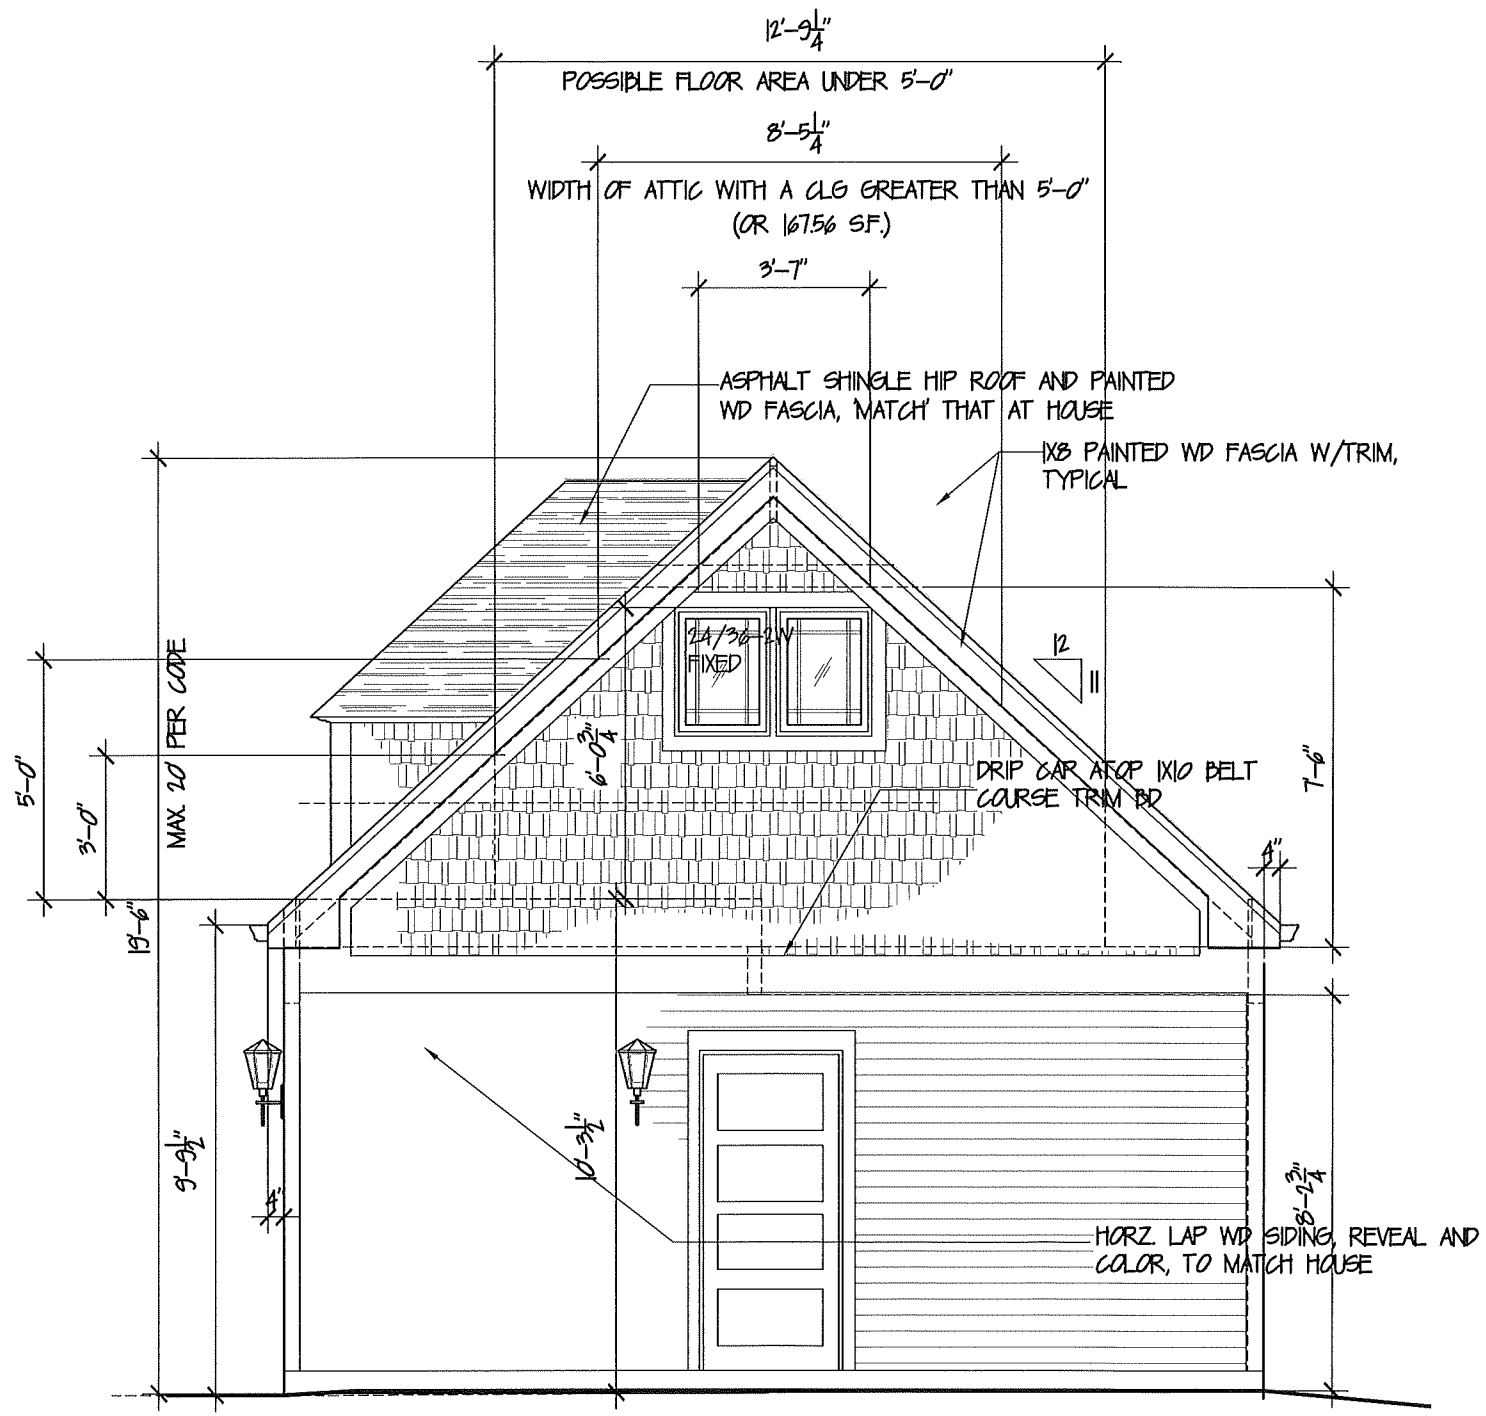 12'-9 1/4"
POSSIBLE FLOOR AREA UNDER 5'-0"
8'-5 1/4"
WIDTH OF ATTIC WITH A CLG GREATER THAN 5'-0"
(OR 167.56 S.F.)
3'-7"
ASPHALT SHINGLE HIP ROOF AND PAINTED
WD FASCIA, 'MATCH' THAT AT HOUSE
1X8 PAINTED WD FASCIA W/TRIM,
TYPICAL
24/36-2W
FIXED
12
11
MAX. 20' PER CODE
19'-6"
5'-0"
3'-0"
6'-0 3/4"
7'-6"
DRIP CAP ATOP 1X10 BELT
COURSE TRIM BD
4"
9'-9 1/2"
4"
10'-3 1/2"
8'-2 3/4"
HORZ. LAP WD SIDING, REVEAL AND
COLOR, TO MATCH HOUSE